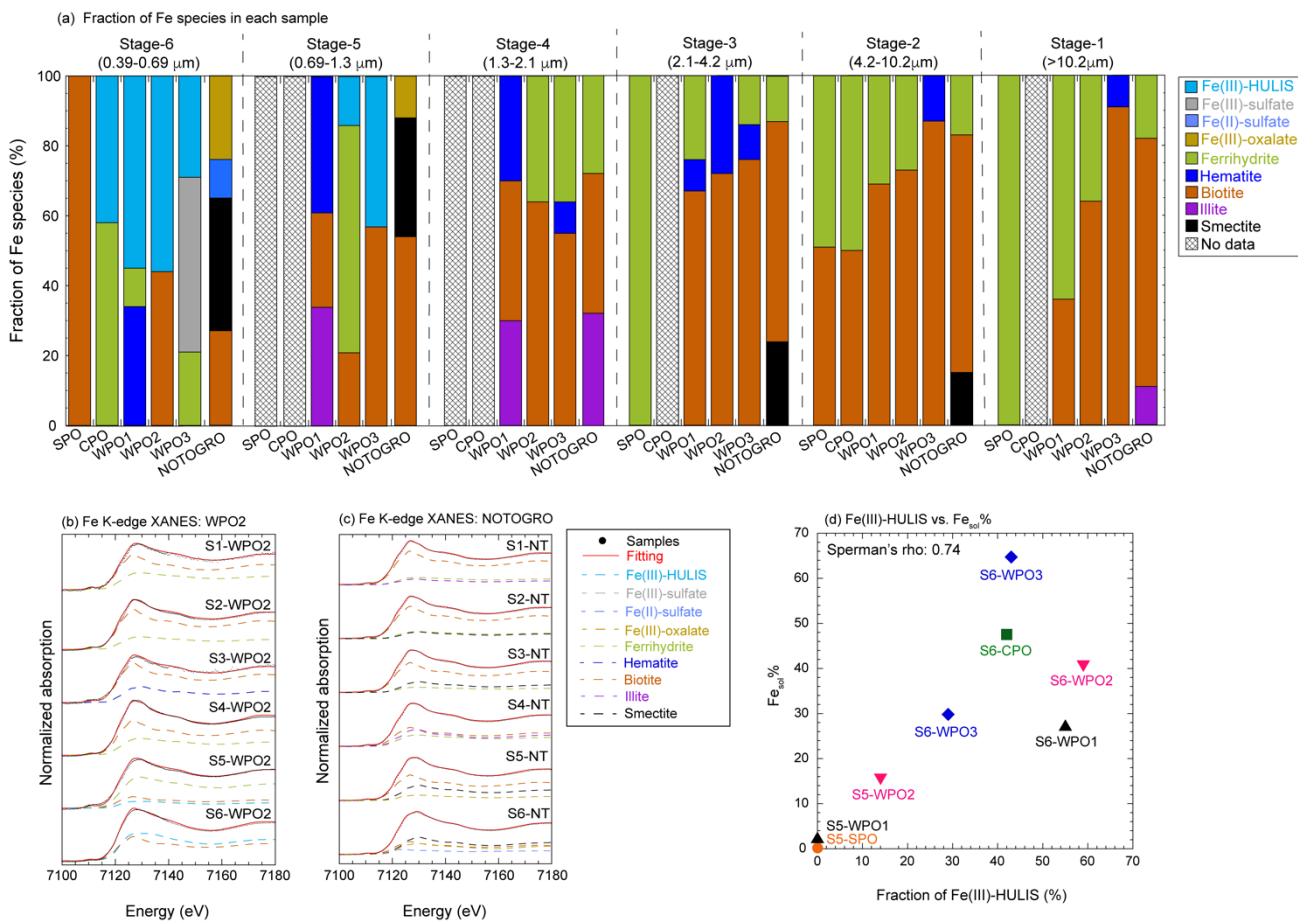 (a) Fraction of Fe species in each sample
Stage-6
(0.39-0.69 μm)
Stage-5
(0.69-1.3 μm)
Stage-4
(1.3-2.1 μm)
Stage-3
(2.1-4.2 μm)
Stage-2
(4.2-10.2μm)
Stage-1
(>10.2μm)
Fraction of Fe species (%)
100
80
60
40
20
0
SPO
CPO
WPO1
WPO2
WPO3
NOTOGRO
SPO
CPO
WPO1
WPO2
WPO3
NOTOGRO
SPO
CPO
WPO1
WPO2
WPO3
NOTOGRO
SPO
CPO
WPO1
WPO2
WPO3
NOTOGRO
SPO
CPO
WPO1
WPO2
WPO3
NOTOGRO
SPO
CPO
WPO1
WPO2
WPO3
NOTOGRO
Fe(III)-HULIS
Fe(III)-sulfate
Fe(II)-sulfate
Fe(III)-oxalate
Ferrihydrite
Hematite
Biotite
Illite
Smectite
No data
(b) Fe K-edge XANES: WPO2
Normalized absorption
S1-WPO2
S2-WPO2
S3-WPO2
S4-WPO2
S5-WPO2
S6-WPO2
7100 7120 7140 7160 7180
Energy (eV)
(c) Fe K-edge XANES: NOTOGRO
Normalized absorption
S1-NT
S2-NT
S3-NT
S4-NT
S5-NT
S6-NT
7100 7120 7140 7160 7180
Energy (eV)
Samples
Fitting
Fe(III)-HULIS
Fe(III)-sulfate
Fe(II)-sulfate
Fe(III)-oxalate
Ferrihydrite
Hematite
Biotite
Illite
Smectite
(d) Fe(III)-HULIS vs. Fesol%
Sperman's rho: 0.74
Fesol%
70
60
50
40
30
20
10
0
S6-WPO3
S6-CPO
S6-WPO2
S6-WPO3
S6-WPO1
S5-WPO2
S5-WPO1
S5-SPO
0 10 20 30 40 50 60 70
Fraction of Fe(III)-HULIS (%)